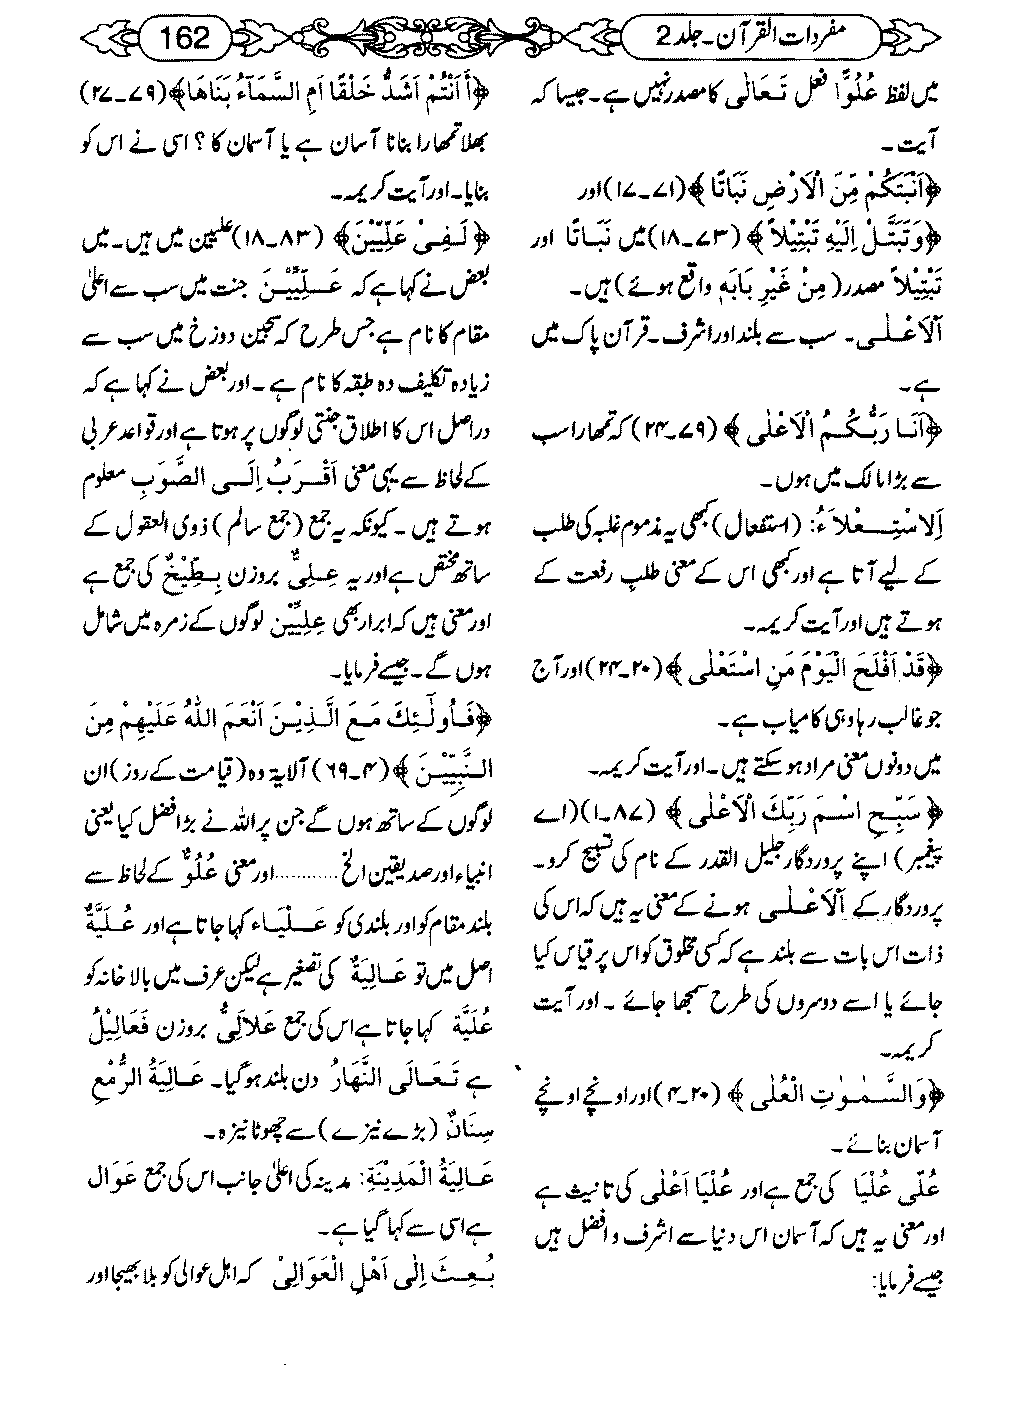 مفردات القرآن۔جلد 2
162
میں لفظ عُلُوًّا فعل تَعَالٰی کا مصدر نہیں ہے۔جیسا کہ
آیت۔
﴿اَنْبَتَكُمْ مِّنَ الْاَرْضِ نَبَاتًا﴾(۷۱۔۱۷)اور
﴿وَتَبَتَّلْ اِلَيْهِ تَبْتِيْلاً﴾ (۷۳۔۱۸)میں نَبَاتًا اور
تَبْتِيْلاً مصدر(مِنْ غَيْرِ بَابِهٖ واقع ہوئے)ہیں۔
اَلْاَعْلٰى۔ سب سے بلند اور اشرف۔قرآن پاک میں
ہے۔
﴿اَنَا رَبُّكُمُ الْاَعْلٰى﴾ (۷۹۔۲۴)کہ تمھارا سب
سے بڑا مالک میں ہوں۔
اَلْاِسْتِعْلَاءُ: (استفعال)کبھی یہ مذموم غلبہ کی طلب
کے لیے آتا ہے اور کبھی اس کے معنی طلبِ رفعت کے
ہوتے ہیں اور آیت کریمہ۔
﴿قَدْ اَفْلَحَ الْيَوْمَ مَنِ اسْتَعْلٰى﴾(۲۰۔۲۴)اور آج
جو غالب رہا وہی کامیاب ہے۔
میں دونوں معنی مراد ہو سکتے ہیں۔اور آیت کریمہ۔
﴿سَبِّحِ اسْمَ رَبِّكَ الْاَعْلٰى﴾ (۸۷۔۱)(اے
پیغمبر) اپنے پروردگار جلیل القدر کے نام کی تسبیح کرو۔
پروردگار کے اَلْاَعْلٰى ہونے کے معنی یہ ہیں کہ اس کی
ذات اس بات سے بلند ہے کہ کسی مخلوق کو اس پر قیاس کیا
جائے یا اسے دوسروں کی طرح سمجھا جائے ۔ اور آیت
کریمہ۔
﴿وَالسَّمٰوٰتِ الْعُلٰى﴾ (۲۰۔۴)اور اونچے اونچے
آسمان بنائے۔
عُلٰى عُلْيَا کی جمع ہے اور عُلْيَا اَعْلٰى کی تانیث ہے
اور معنی یہ ہیں کہ آسمان اس دنیا سے اشرف و افضل ہیں
جیسے فرمایا:
﴿أَاَنْتُمْ اَشَدُّ خَلْقًا اَمِ السَّمَآءُ بَنَاهَا﴾(۷۹۔۲۷)
بھلا تمھارا بنانا آسان ہے یا آسمان کا ؟ اسی نے اس کو
بنایا۔اور آیت کریمہ۔
﴿لَفِيْ عِلِّيِّيْنَ﴾ (۸۳۔۱۸)علیین میں ہیں۔میں
بعض نے کہا ہے کہ عِلِّيِّيْنَ جنت میں سب سے اعلیٰ
مقام کا نام ہے جس طرح کہ سجین دوزخ میں سب سے
زیادہ تکلیف دہ طبقہ کا نام ہے ۔اور بعض نے کہا ہے کہ
دراصل اس کا اطلاق جنتی لوگوں پر ہوتا ہے اور قواعد عربی
کے لحاظ سے یہی معنی اَقْرَبُ اِلَى الصَّوَبِ معلوم
ہوتے ہیں ۔کیونکہ یہ جمع (جمع سالم )ذوی العقول کے
ساتھ مختص ہے اور یہ عِلِيٌّ بروزن بِطِّيْخٌ کی جمع ہے
اور معنی ہیں کہ ابرار بھی عِلِيِّيْنَ لوگوں کے زمرہ میں شامل
ہوں گے۔جیسے فرمایا۔
﴿فَأُولٰٓئِكَ مَعَ الَّذِيْنَ اَنْعَمَ اللّٰهُ عَلَيْهِمْ مِنَ
النَّبِيّٖنَ﴾(۴۔۶۹)آلایة وہ (قیامت کے روز)ان
لوگوں کے ساتھ ہوں گے جن پر اللہ نے بڑا فضل کیا یعنی
انبیاء اور صدیقین الخ............اور معنی عُلُوٌّ کے لحاظ سے
بلند مقام کو اور بلندی کو عَلْيَاء کہا جاتا ہے اور عُلَيَّةٌ
اصل میں تو عَالِيَةٌ کی تصغیر ہے لیکن عرف میں بالا خانہ کو
عُلِيَّة کہا جاتا ہے اس کی جمع عَلَالِيُّ بروزن فَعَالِيْلُ
ہے تَعَالَى النَّهَارُ دن بلند ہو گیا۔ عَالِيَةُ الرُّمْحِ
سِنَانٌ (بڑے نیزے )سے چھوٹا نیزہ۔
عَالِيَةُ الْمَدِيْنَةِ: مدینہ کی اعلیٰ جانب اس کی جمع عَوَال
ہے اسی سے کہا گیا ہے۔
بُعِثَ اِلٰى اَهْلِ الْعَوَالِيْ کہ اہل عوالی کو بلا بھیجا اور